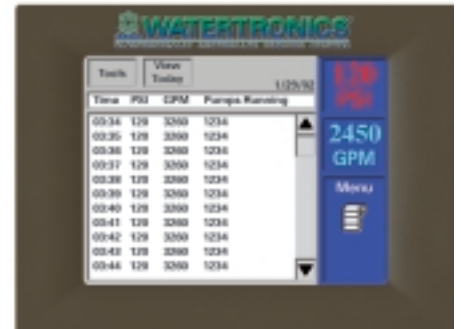 WATERTRONICS
Tools View Today 1/29/02
Time PSI GPM Pumps Running
03:34 120 3260 1234
03:35 120 3260 1234
03:36 120 3260 1234
03:37 120 3260 1234
03:38 120 3260 1234
03:39 120 3260 1234
03:40 120 3260 1234
03:41 120 3260 1234
03:42 120 3260 1234
03:43 120 3260 1234
03:44 120 3260 1234
120
PSI
2450
GPM
Menu